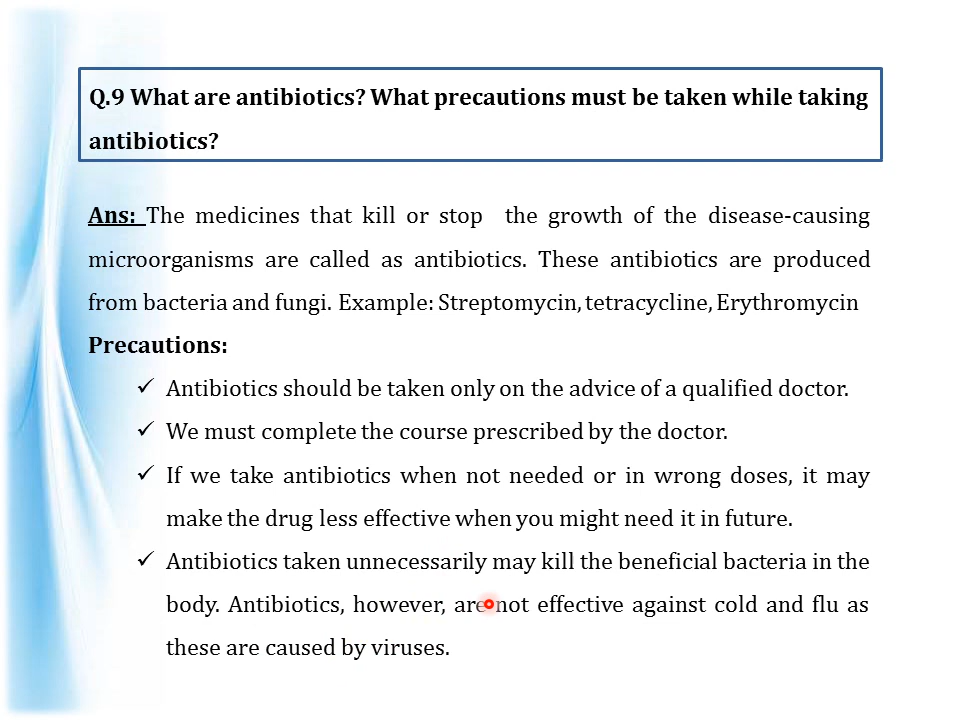 Q.9 What are antibiotics? What precautions must be taken while taking
antibiotics?
Ans: The medicines that kill or stop the growth of the disease-causing
microorganisms are called as antibiotics. These antibiotics are produced
from bacteria and fungi. Example: Streptomycin, tetracycline, Erythromycin
Precautions:
✓ Antibiotics should be taken only on the advice of a qualified doctor.
✓ We must complete the course prescribed by the doctor.
✓ If we take antibiotics when not needed or in wrong doses, it may
make the drug less effective when you might need it in future.
✓ Antibiotics taken unnecessarily may kill the beneficial bacteria in the
body. Antibiotics, however, are not effective against cold and flu as
these are caused by viruses.